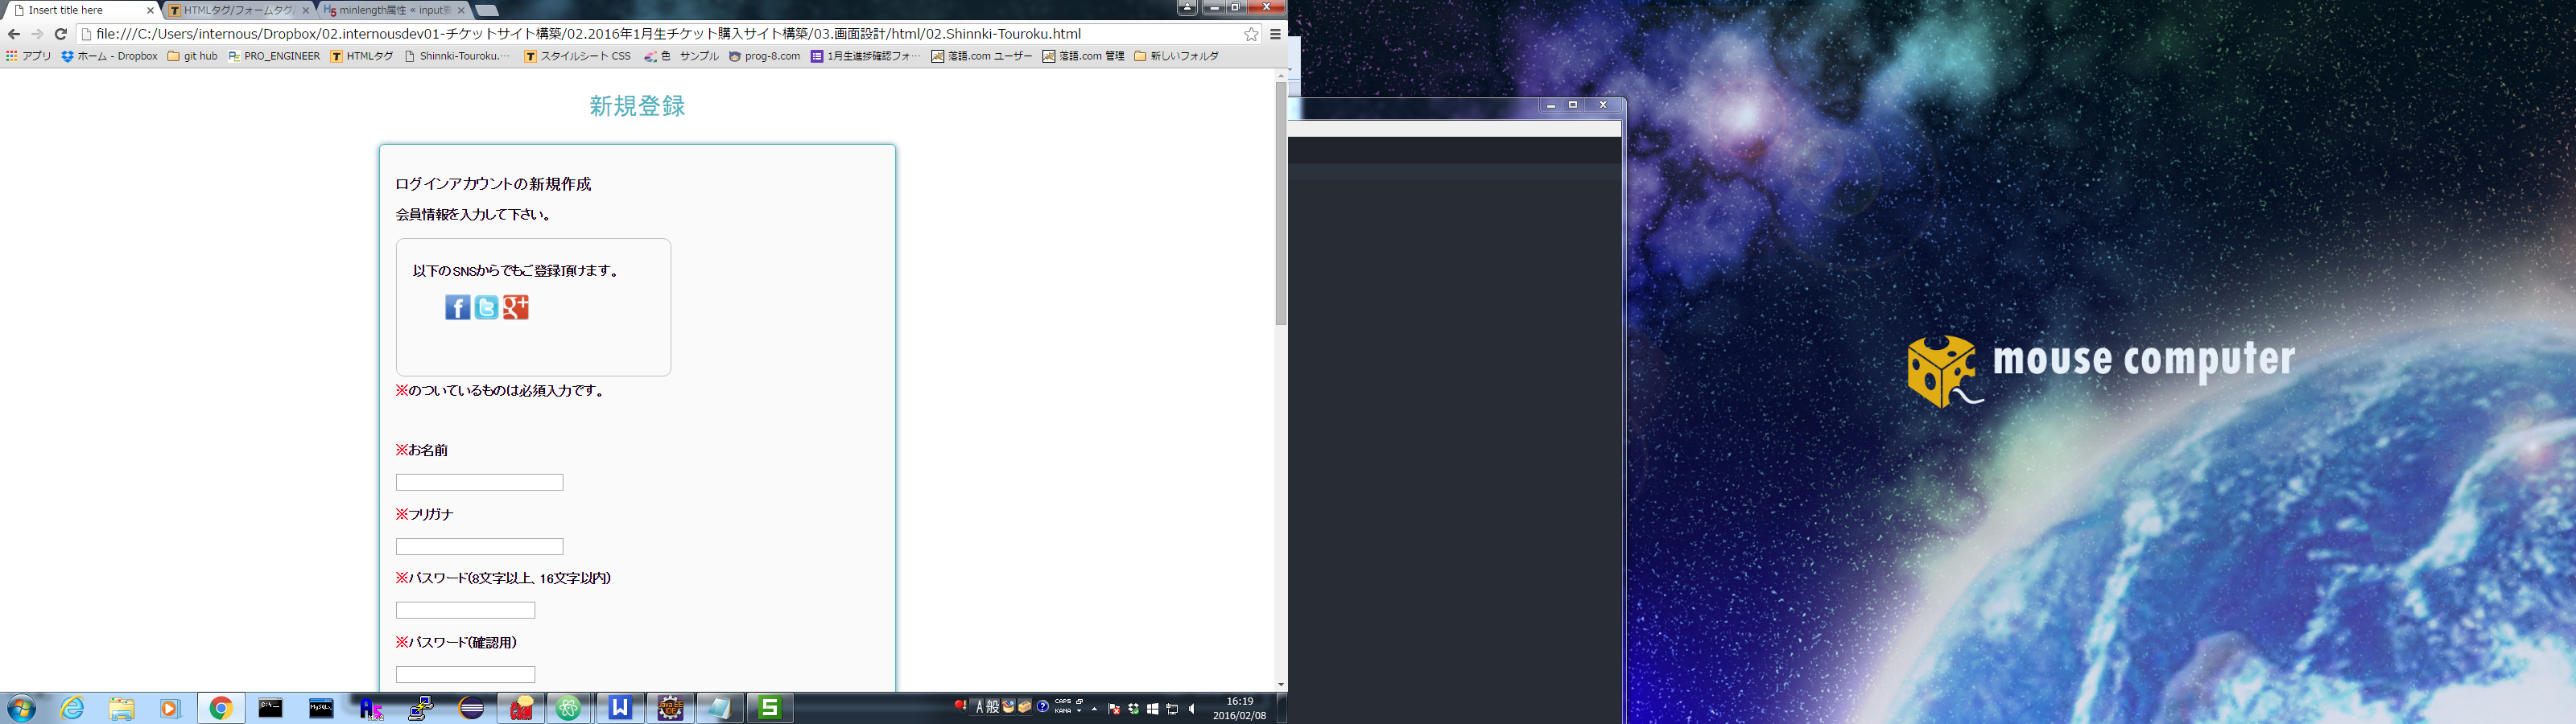 Insert title here
HTMLタグ/フォームタグ
minlength属性 « input要
file:///C:/Users/internous/Dropbox/02.internousdev01-チケットサイト構築/02.2016年1月生チケット購入サイト構築/03.画面設計/html/02.Shinnki-Touroku.html
アプリ ホーム - Dropbox git hub PRO_ENGINEER HTMLタグ Shinnki-Touroku.… スタイルシート CSS 色 サンプル prog-8.com 1月生進捗確認フォ… 落語.com ユーザー 落語.com 管理 新しいフォルダ
新規登録
ログインアカウントの新規作成
会員情報を入力して下さい。
以下のSNSからでもご登録頂けます。
※のついているものは必須入力です。
※お名前
※フリガナ
※パスワード(8文字以上、16文字以内)
※パスワード(確認用)
mouse computer
A 般 CAPS
KANA
16:19
2016/02/08